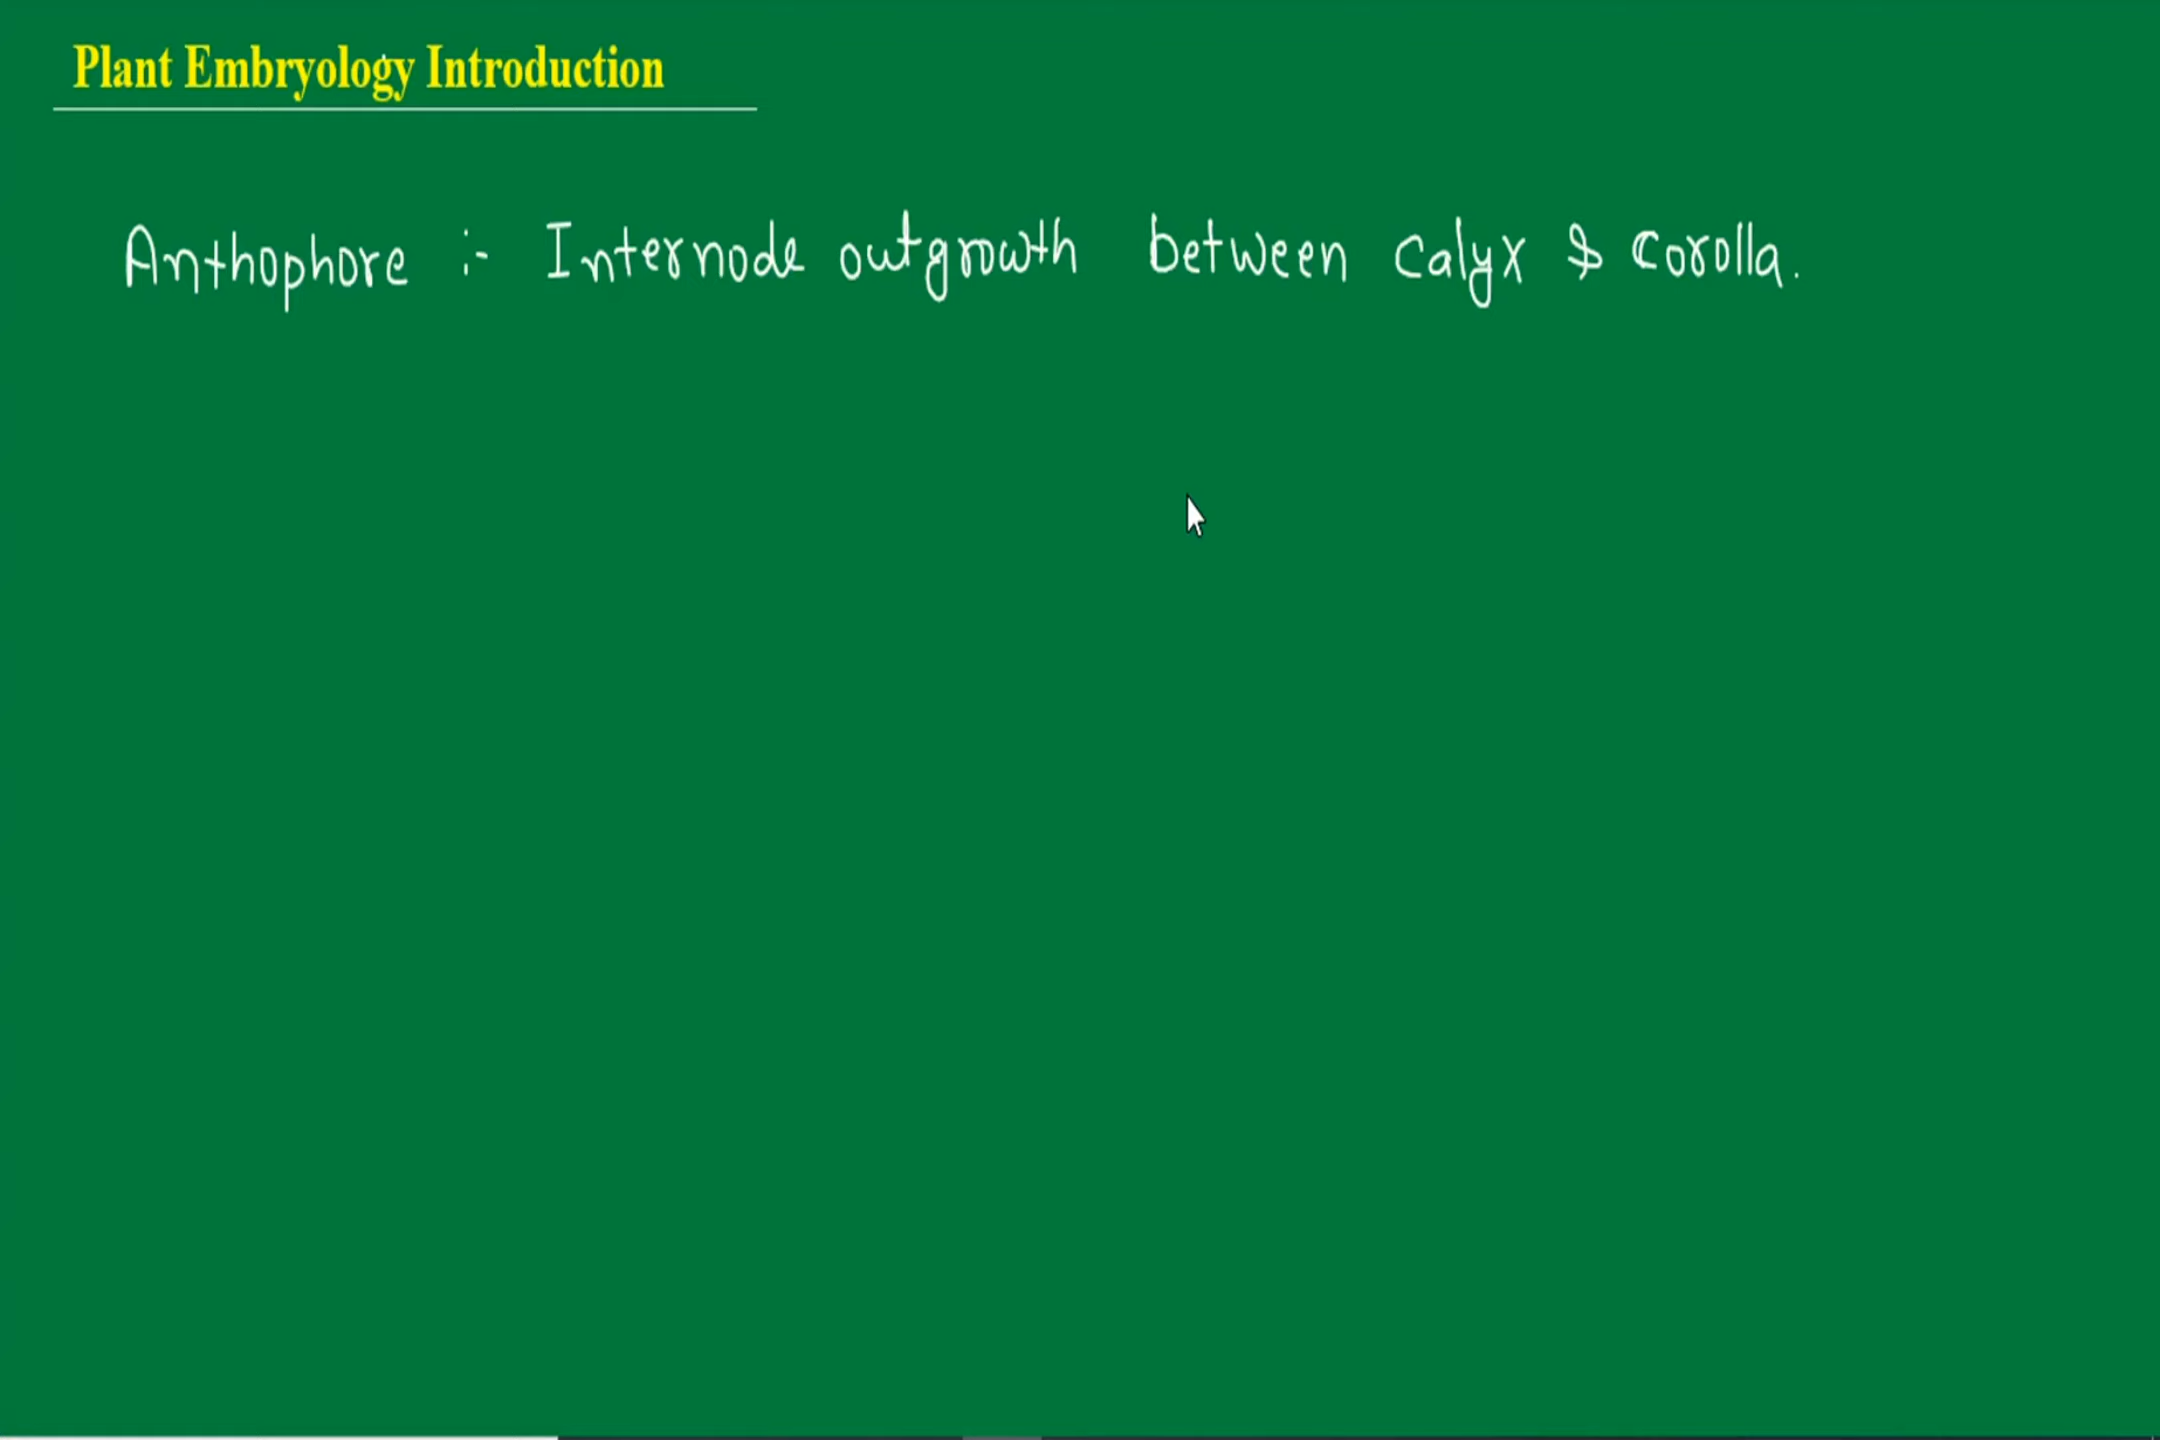 Plant Embryology Introduction
Anthophore :- Internode outgrowth between Calyx & Corolla.